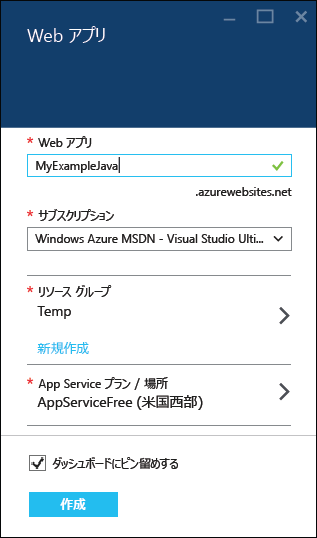 Web アプリ
* Web アプリ
MyExampleJava
.azurewebsites.net
* サブスクリプション
Windows Azure MSDN - Visual Studio Ulti...
* リソース グループ
Temp
新規作成
* App Service プラン / 場所
AppServiceFree (米国西部)
ダッシュボードにピン留めする
作成